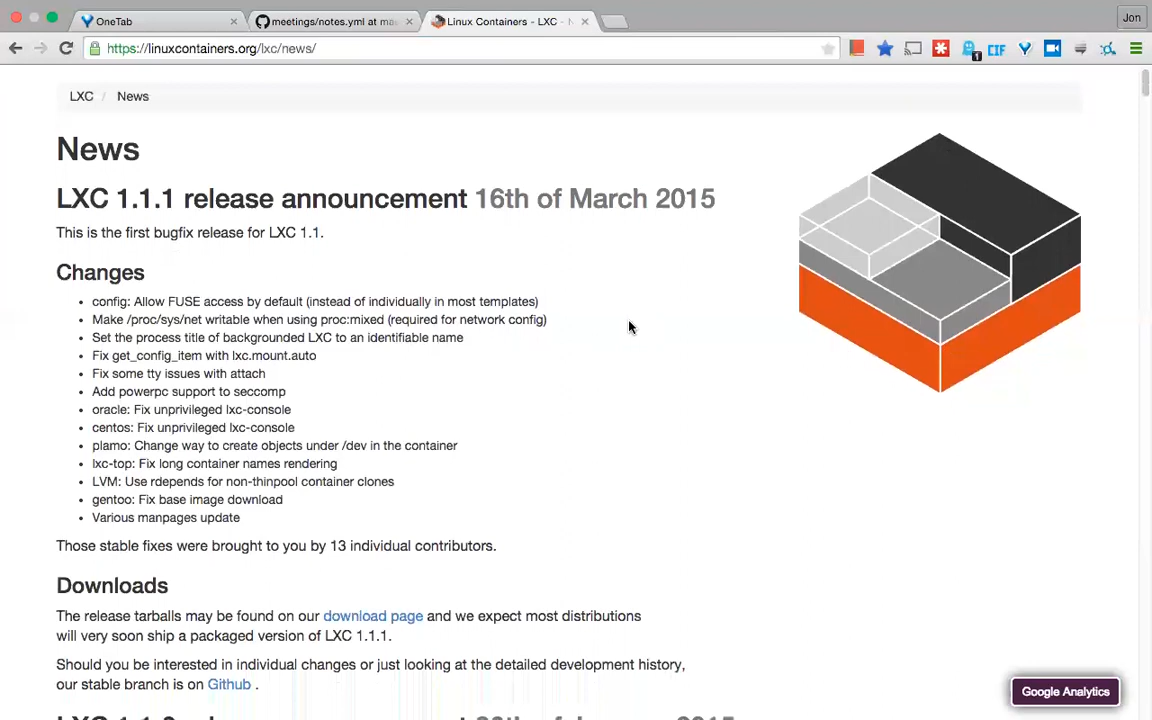 OneTab
meetings/notes.yml at mas
Linux Containers - LXC - N
Jon
https://linuxcontainers.org/lxc/news/
CIF
1
LXC / News
News
LXC 1.1.1 release announcement 16th of March 2015
This is the first bugfix release for LXC 1.1.
Changes
config: Allow FUSE access by default (instead of individually in most templates)
Make /proc/sys/net writable when using proc:mixed (required for network config)
Set the process title of backgrounded LXC to an identifiable name
Fix get_config_item with lxc.mount.auto
Fix some tty issues with attach
Add powerpc support to seccomp
oracle: Fix unprivileged lxc-console
centos: Fix unprivileged lxc-console
plamo: Change way to create objects under /dev in the container
lxc-top: Fix long container names rendering
LVM: Use rdepends for non-thinpool container clones
gentoo: Fix base image download
Various manpages update
Those stable fixes were brought to you by 13 individual contributors.
Downloads
The release tarballs may be found on our download page and we expect most distributions
will very soon ship a packaged version of LXC 1.1.1.
Should you be interested in individual changes or just looking at the detailed development history,
our stable branch is on Github .
Google Analytics